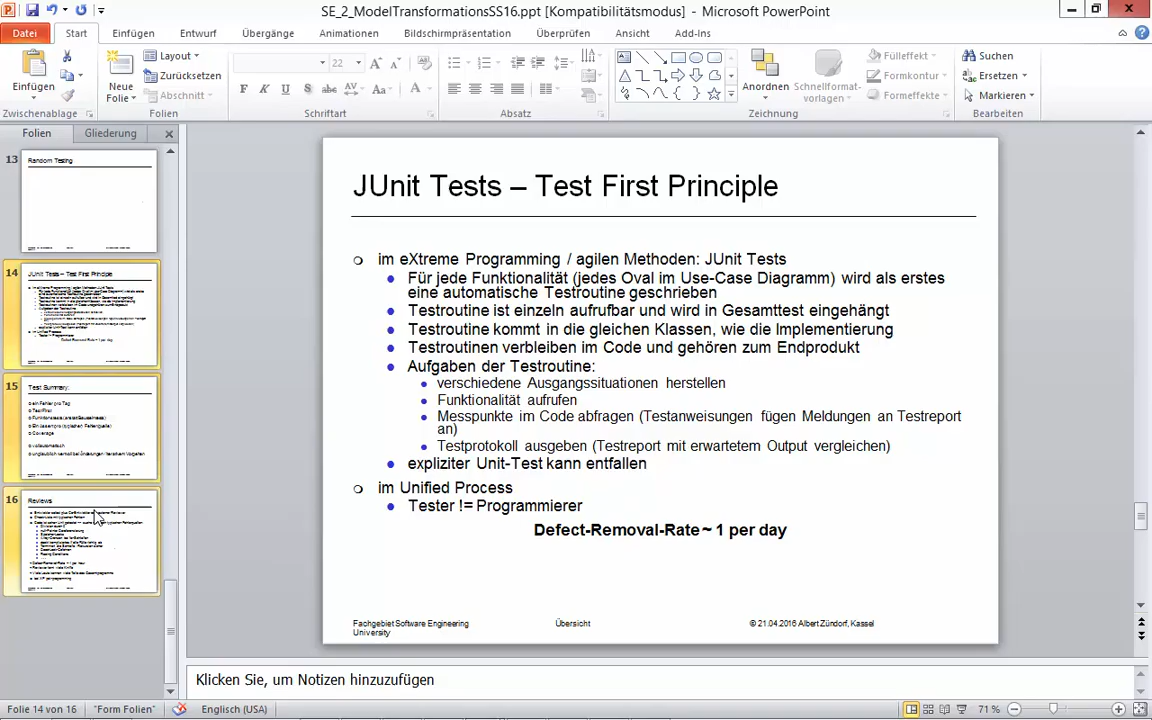 SE_2_ModelTransformationsSS16.ppt [Kompatibilitätsmodus] - Microsoft PowerPoint
Datei Start Einfügen Entwurf Übergänge Animationen Bildschirmpräsentation Überprüfen Ansicht Add-Ins
Einfügen
Neue
Folien
Layout
Zurücksetzen
Abschnitt
22
Anordnen
Schnellformat-
vorlagen
Fülleffekt
Formkontur
Formeffekte
Suchen
Ersetzen
Markieren
Zwischenablage Folien Schriftart Absatz Zeichnung Bearbeiten
Folien Gliederung
13
Random Testing
14
JUnit Tests – Test First Principle
15
Test Summary:
ein Fehler pro Tag
16
Reviews
JUnit Tests – Test First Principle
im eXtreme Programming / agilen Methoden: JUnit Tests
Für jede Funktionalität (jedes Oval im Use-Case Diagramm) wird als erstes
eine automatische Testroutine geschrieben
Testroutine ist einzeln aufrufbar und wird in Gesamttest eingehängt
Testroutine kommt in die gleichen Klassen, wie die Implementierung
Testroutinen verbleiben im Code und gehören zum Endprodukt
Aufgaben der Testroutine:
verschiedene Ausgangssituationen herstellen
Funktionalität aufrufen
Messpunkte im Code abfragen (Testanweisungen fügen Meldungen an Testreport
an)
Testprotokoll ausgeben (Testreport mit erwartetem Output vergleichen)
expliziter Unit-Test kann entfallen
im Unified Process
Tester != Programmierer
Defect-Removal-Rate ~ 1 per day
Fachgebiet Software Engineering
University
Übersicht
© 21.04.2016 Albert Zündorf, Kassel
Klicken Sie, um Notizen hinzuzufügen
Folie 14 von 16 "Form Folien" Englisch (USA) 71 %